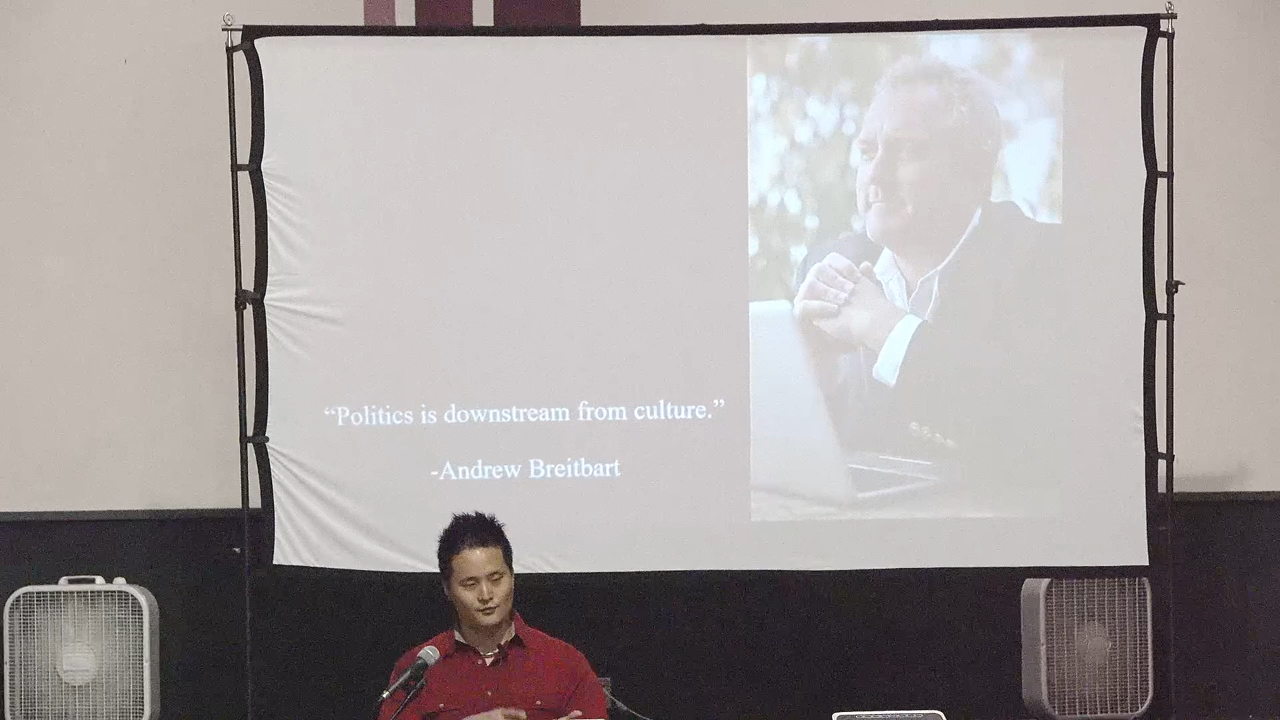 “Politics is downstream from culture.”
-Andrew Breitbart